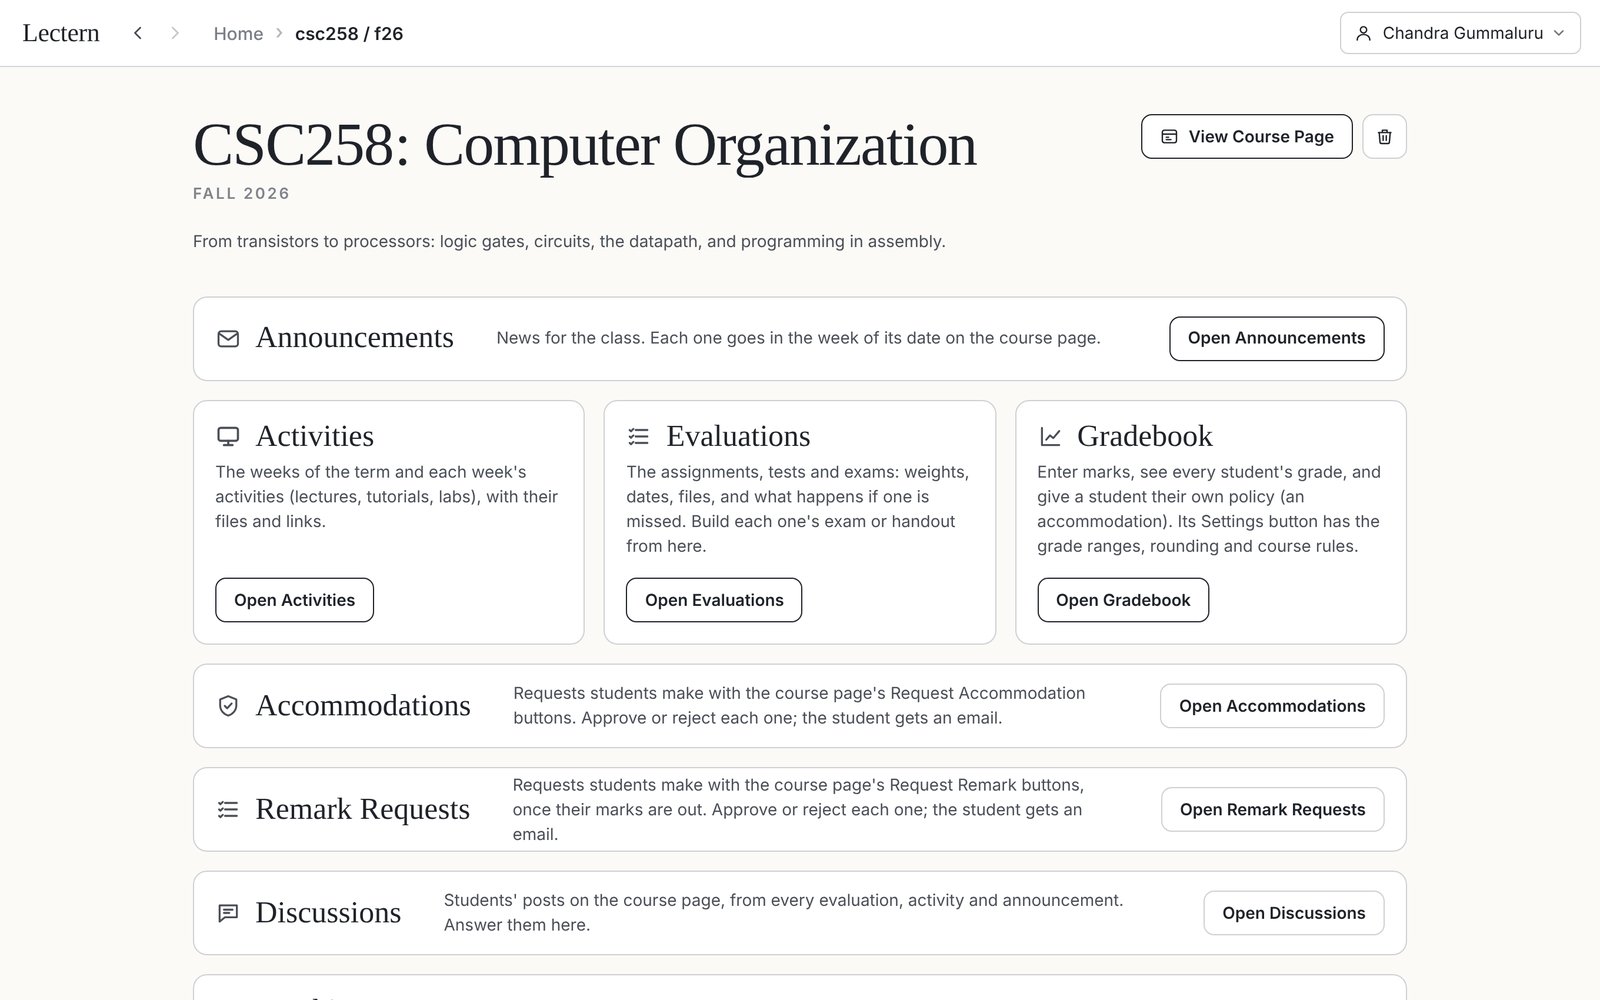 Lectern
Home
csc258 / f26
Chandra Gummaluru
CSC258: Computer Organization
View Course Page
FALL 2026
From transistors to processors: logic gates, circuits, the datapath, and programming in assembly.
Announcements
News for the class. Each one goes in the week of its date on the course page.
Open Announcements
Activities
The weeks of the term and each week's
activities (lectures, tutorials, labs), with their
files and links.
Open Activities
Evaluations
The assignments, tests and exams: weights,
dates, files, and what happens if one is
missed. Build each one's exam or handout
from here.
Open Evaluations
Gradebook
Enter marks, see every student's grade, and
give a student their own policy (an
accommodation). Its Settings button has the
grade ranges, rounding and course rules.
Open Gradebook
Accommodations
Requests students make with the course page's Request Accommodation
buttons. Approve or reject each one; the student gets an email.
Open Accommodations
Remark Requests
Requests students make with the course page's Request Remark buttons,
once their marks are out. Approve or reject each one; the student gets an
email.
Open Remark Requests
Discussions
Students' posts on the course page, from every evaluation, activity and announcement.
Answer them here.
Open Discussions